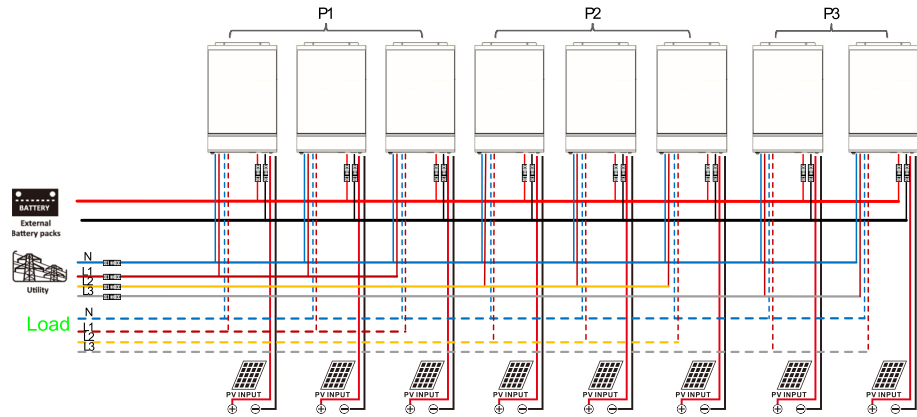 P1 P2 P3
BATTERY
External
Battery packs
N
L1
L2
L3
Utility
Load
N
L1
L2
L3
PV INPUT PV INPUT PV INPUT PV INPUT PV INPUT PV INPUT PV INPUT PV INPUT